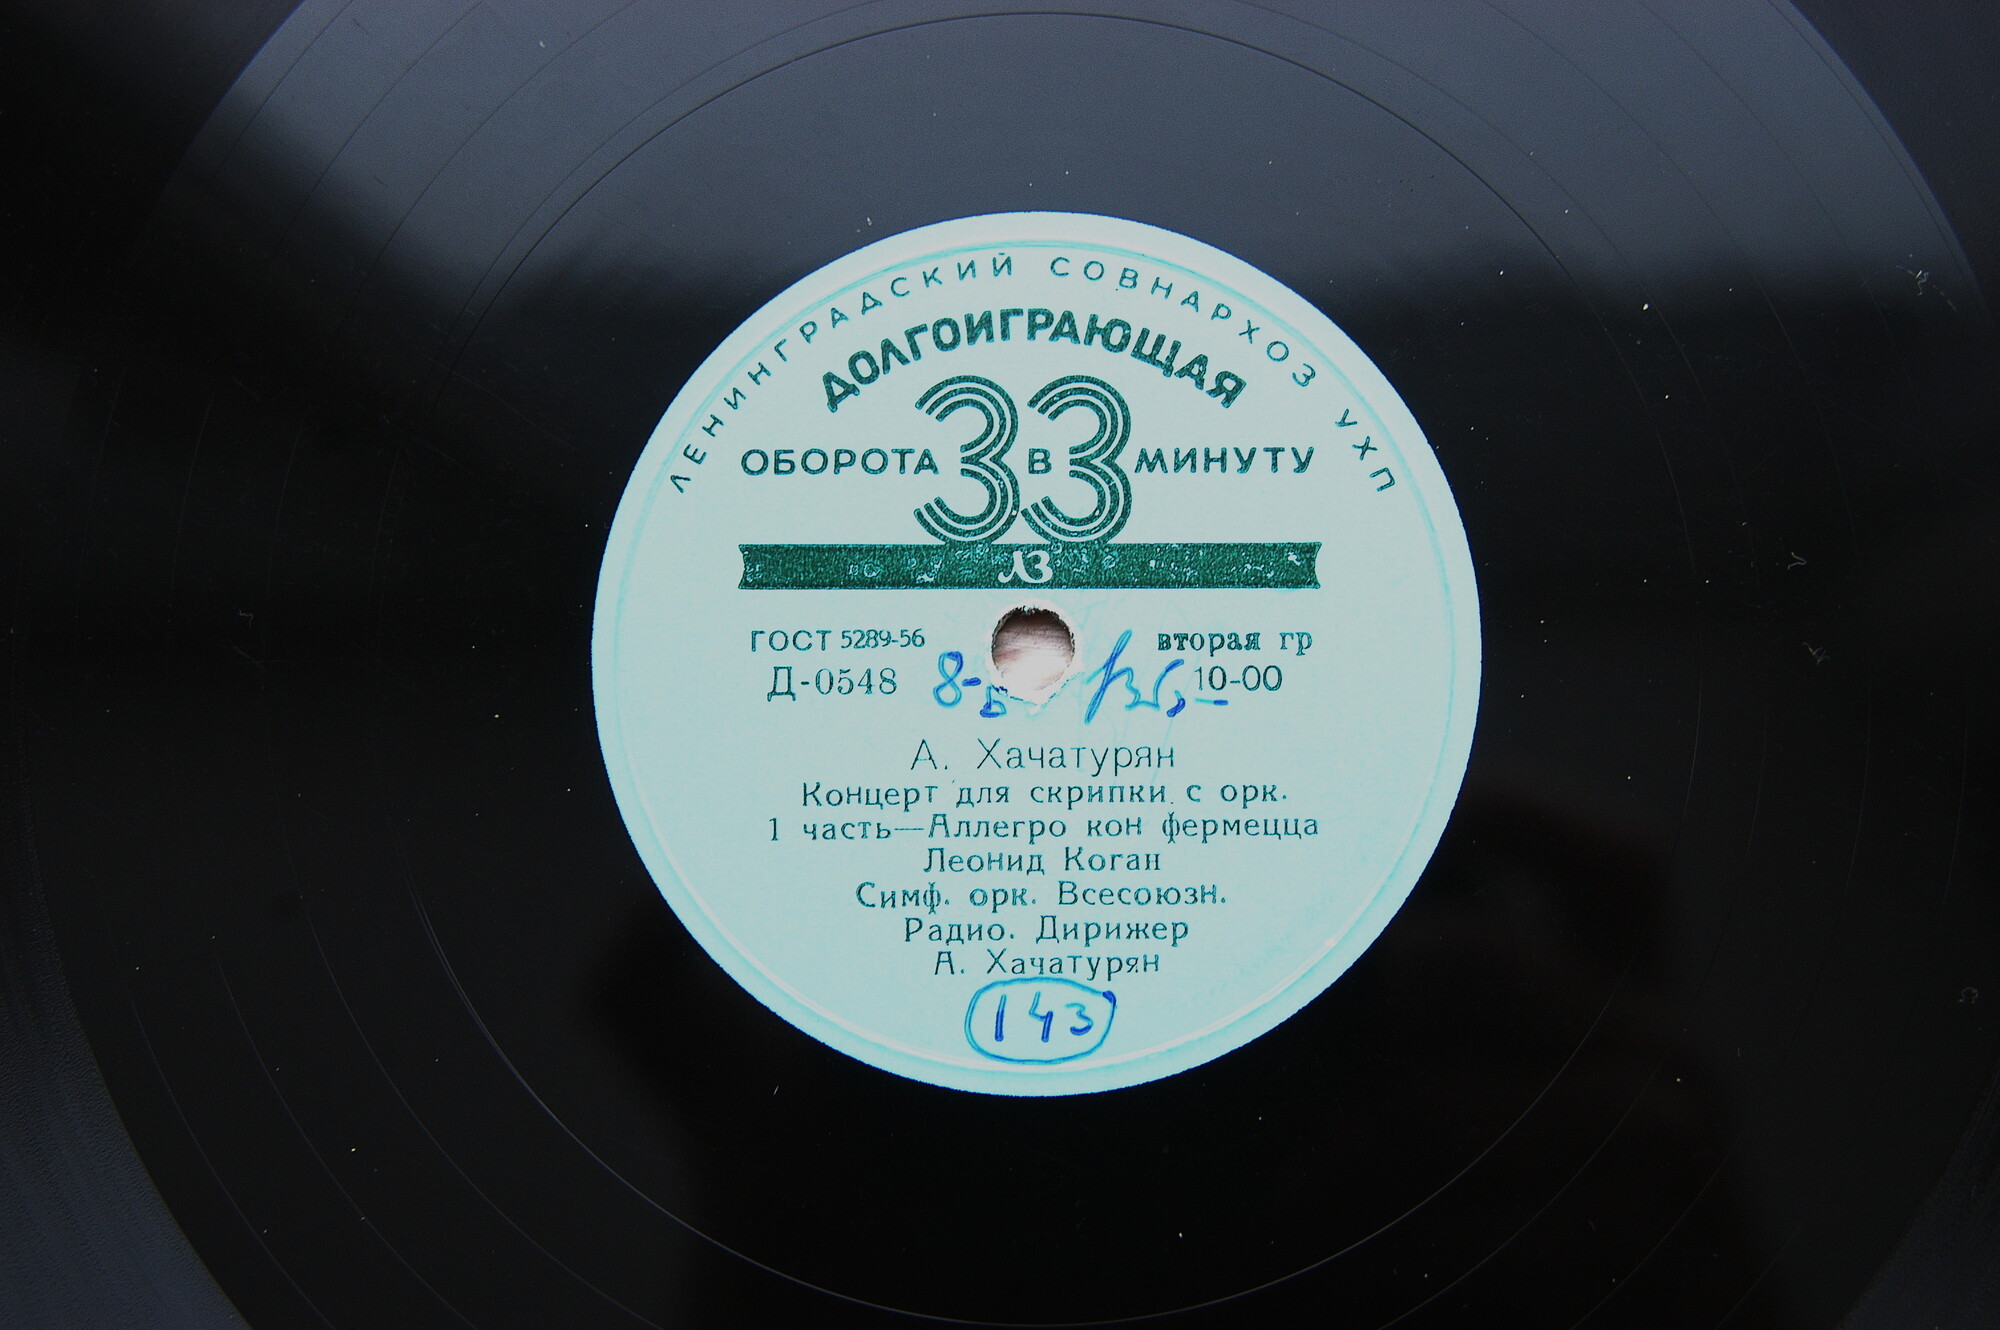 ЛЕНИНГРАДСКИЙ СОВНАРХОЗ УХП
ДОЛГОИГРАЮЩАЯ
33
ОБОРОТА В МИНУТУ
ЛЗ
ГОСТ 5289-56 вторая гр
Д-0548 8-Б 10-00
А. Хачатурян
Концерт для скрипки с орк.
1 часть—Аллегро кон фермецца
Леонид Коган
Симф. орк. Всесоюзн.
Радио. Дирижер
А. Хачатурян
143